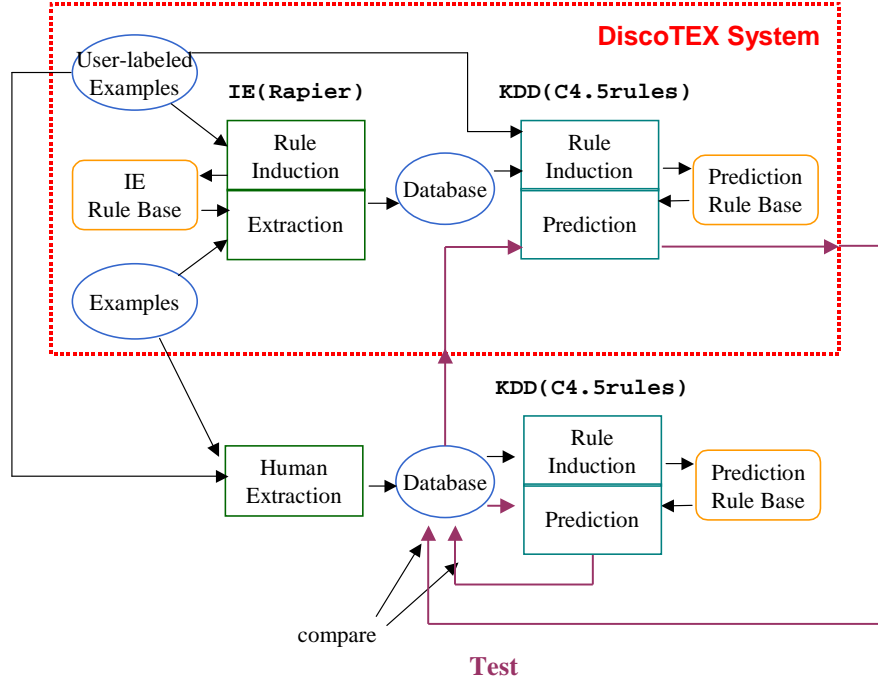 DiscoTEX System
User-labeled
Examples
IE(Rapier)
KDD(C4.5rules)
Rule
Induction
Rule
Induction
IE
Rule Base
Database
Prediction
Rule Base
Extraction
Prediction
Examples
KDD(C4.5rules)
Rule
Induction
Human
Extraction
Database
Prediction
Rule Base
Prediction
compare
Test